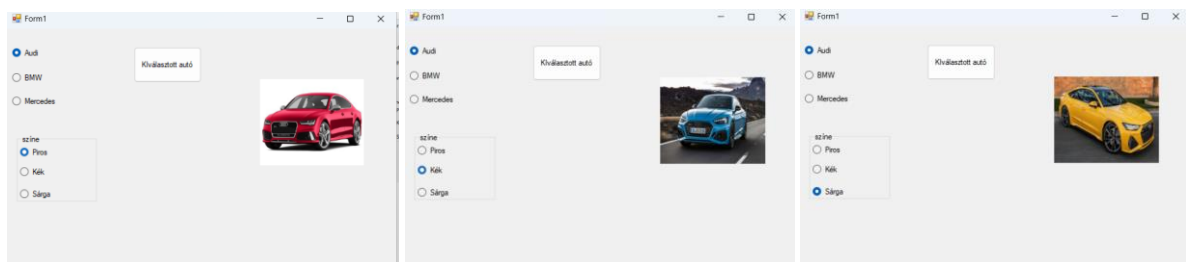 Form1
Audi
BMW
Mercedes
KIválasztott autó
színe
Piros
Kék
Sárga
Form1
Audi
BMW
Mercedes
KIválasztott autó
színe
Piros
Kék
Sárga
Form1
Audi
BMW
Mercedes
KIválasztott autó
színe
Piros
Kék
Sárga